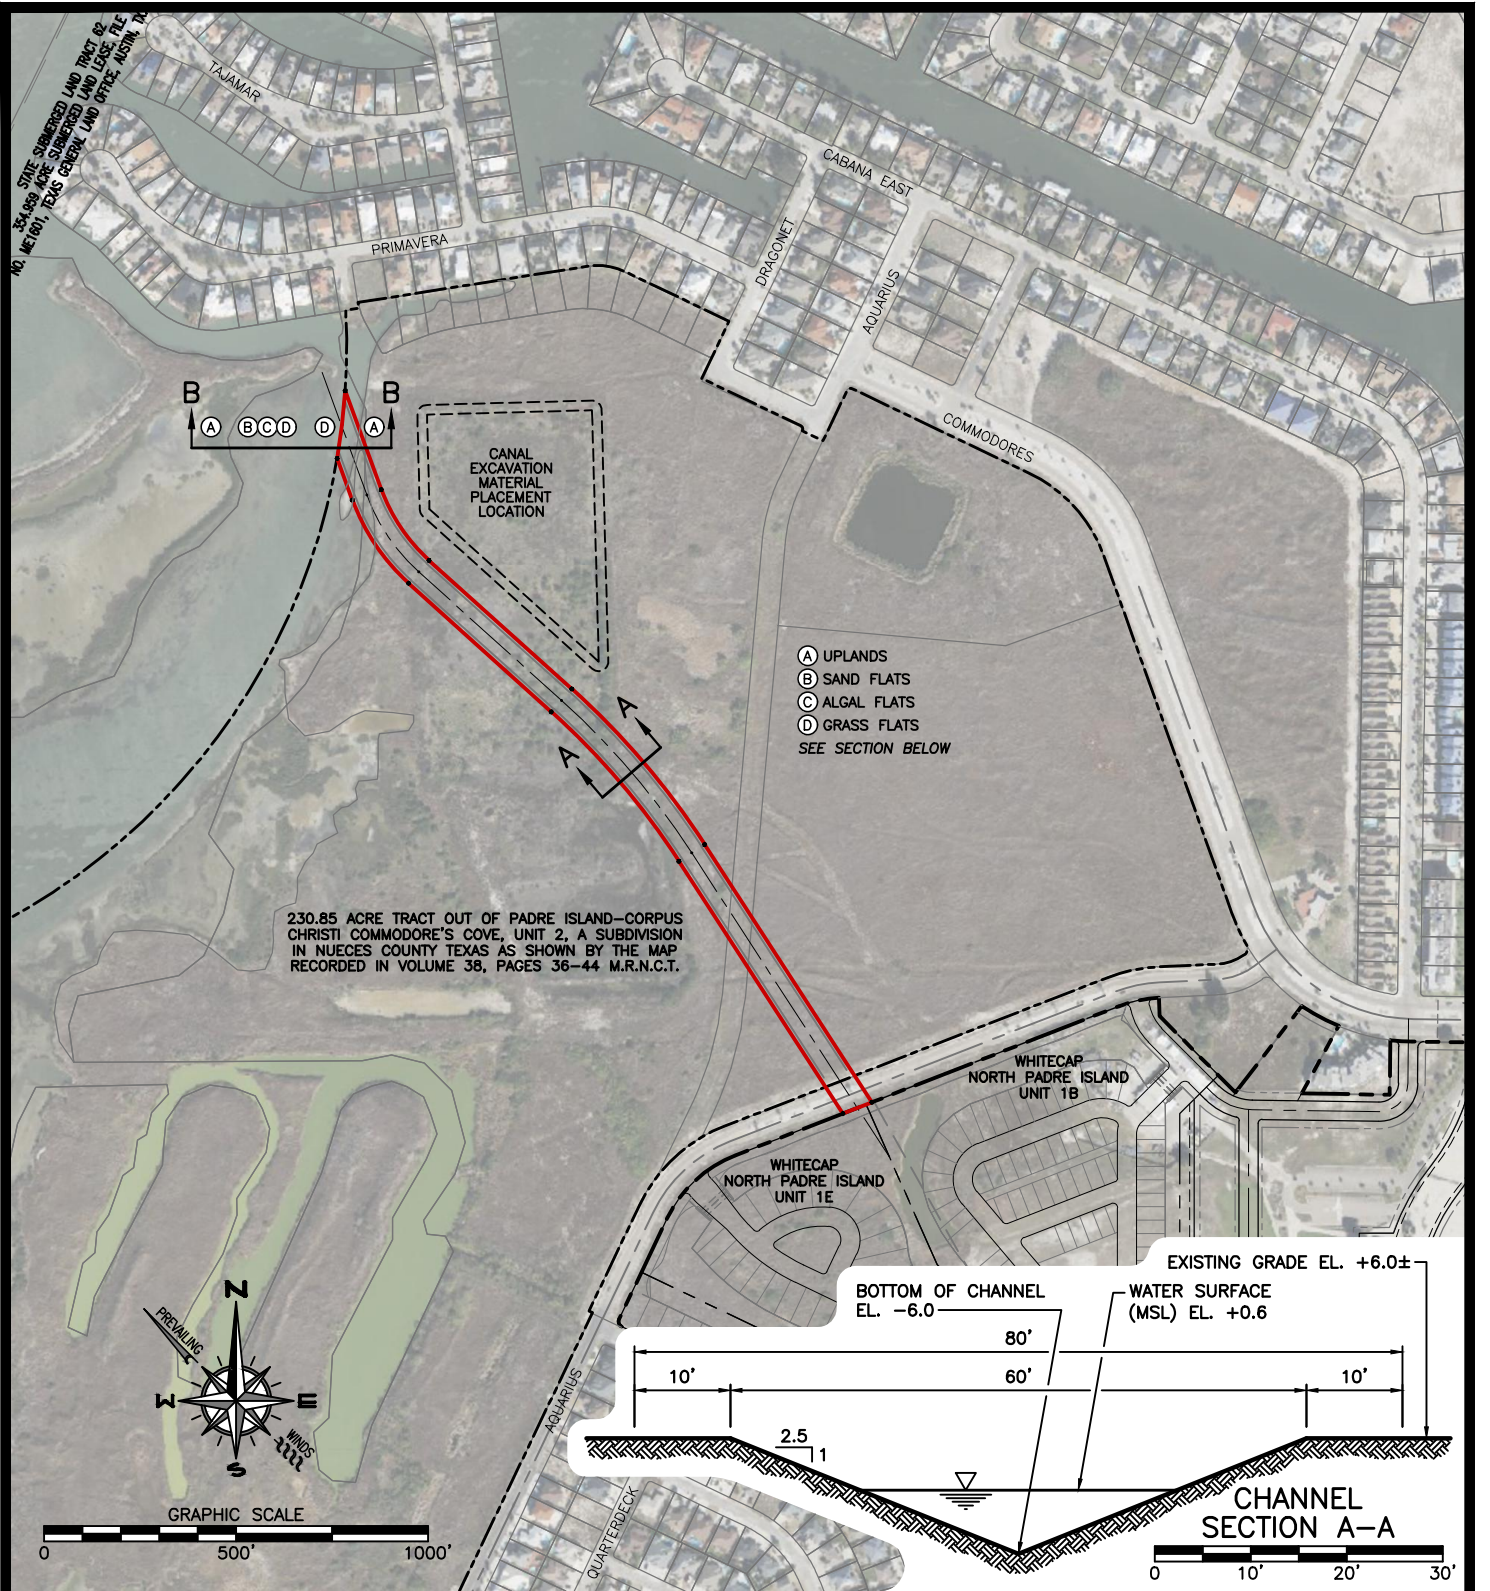 STATE SUBMERGED LAND TRACT 62
354.959 ACRE SUBMERGED LAND LEASE, FILE
NO. ME1601, TEXAS GENERAL LAND OFFICE, AUSTIN, TX.
TAJAMAR
PRIMAVERA
CABANA EAST
DRAGONET
AQUARIUS
COMMODORES
B
B
A
B
C
D
D
A
CANAL
EXCAVATION
MATERIAL
PLACEMENT
LOCATION
A UPLANDS
B SAND FLATS
C ALGAL FLATS
D GRASS FLATS
SEE SECTION BELOW
A
A
230.85 ACRE TRACT OUT OF PADRE ISLAND-CORPUS
CHRISTI COMMODORE'S COVE, UNIT 2, A SUBDIVISION
IN NUECES COUNTY TEXAS AS SHOWN BY THE MAP
RECORDED IN VOLUME 38, PAGES 36-44 M.R.N.C.T.
WHITECAP
NORTH PADRE ISLAND
UNIT 1B
WHITECAP
NORTH PADRE ISLAND
UNIT 1E
PREVAILING
WINDS
N
W
E
S
GRAPHIC SCALE
0
500'
1000'
AQUARIUS
QUARTERDECK
EXISTING GRADE EL. +6.0±
BOTTOM OF CHANNEL
EL. -6.0
WATER SURFACE
(MSL) EL. +0.6
80'
10'
60'
10'
2.5
1
CHANNEL
SECTION A-A
0
10'
20'
30'